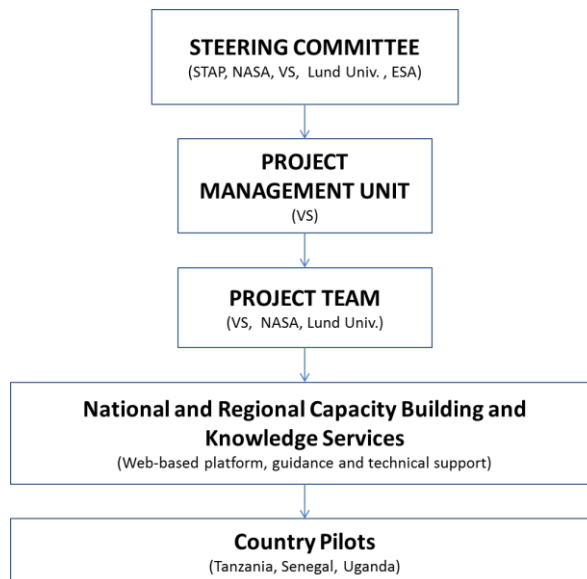 STEERING COMMITTEE
(STAP, NASA, VS, Lund Univ. , ESA)
PROJECT
MANAGEMENT UNIT
(VS)
PROJECT TEAM
(VS, NASA, Lund Univ.)
National and Regional Capacity Building and
Knowledge Services
(Web-based platform, guidance and technical support)
Country Pilots
(Tanzania, Senegal, Uganda)